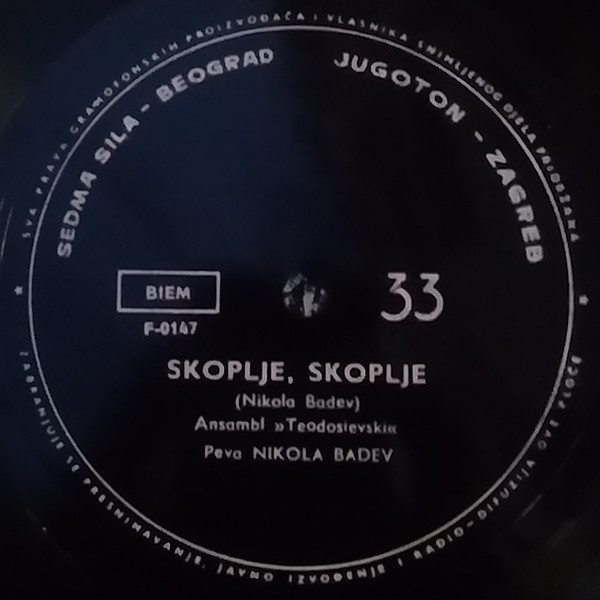 SVA PRAVA GRAMOFONSKIH PROIZVOĐAČA I VLASNIKA SNIMLJENOG DJELA PRIDRŽANA
SEDMA SILA - BEOGRAD JUGOTON - ZAGREB
BIEM
33
F-0147
SKOPLJE, SKOPLJE
(Nikola Badev)
Ansambl »Teodosievski«
Peva NIKOLA BADEV
ZABRANJUJE SE PRESNIMAVANJE, JAVNO IZVOĐENJE I RADIO-DIFUZIJA OVE PLOČE